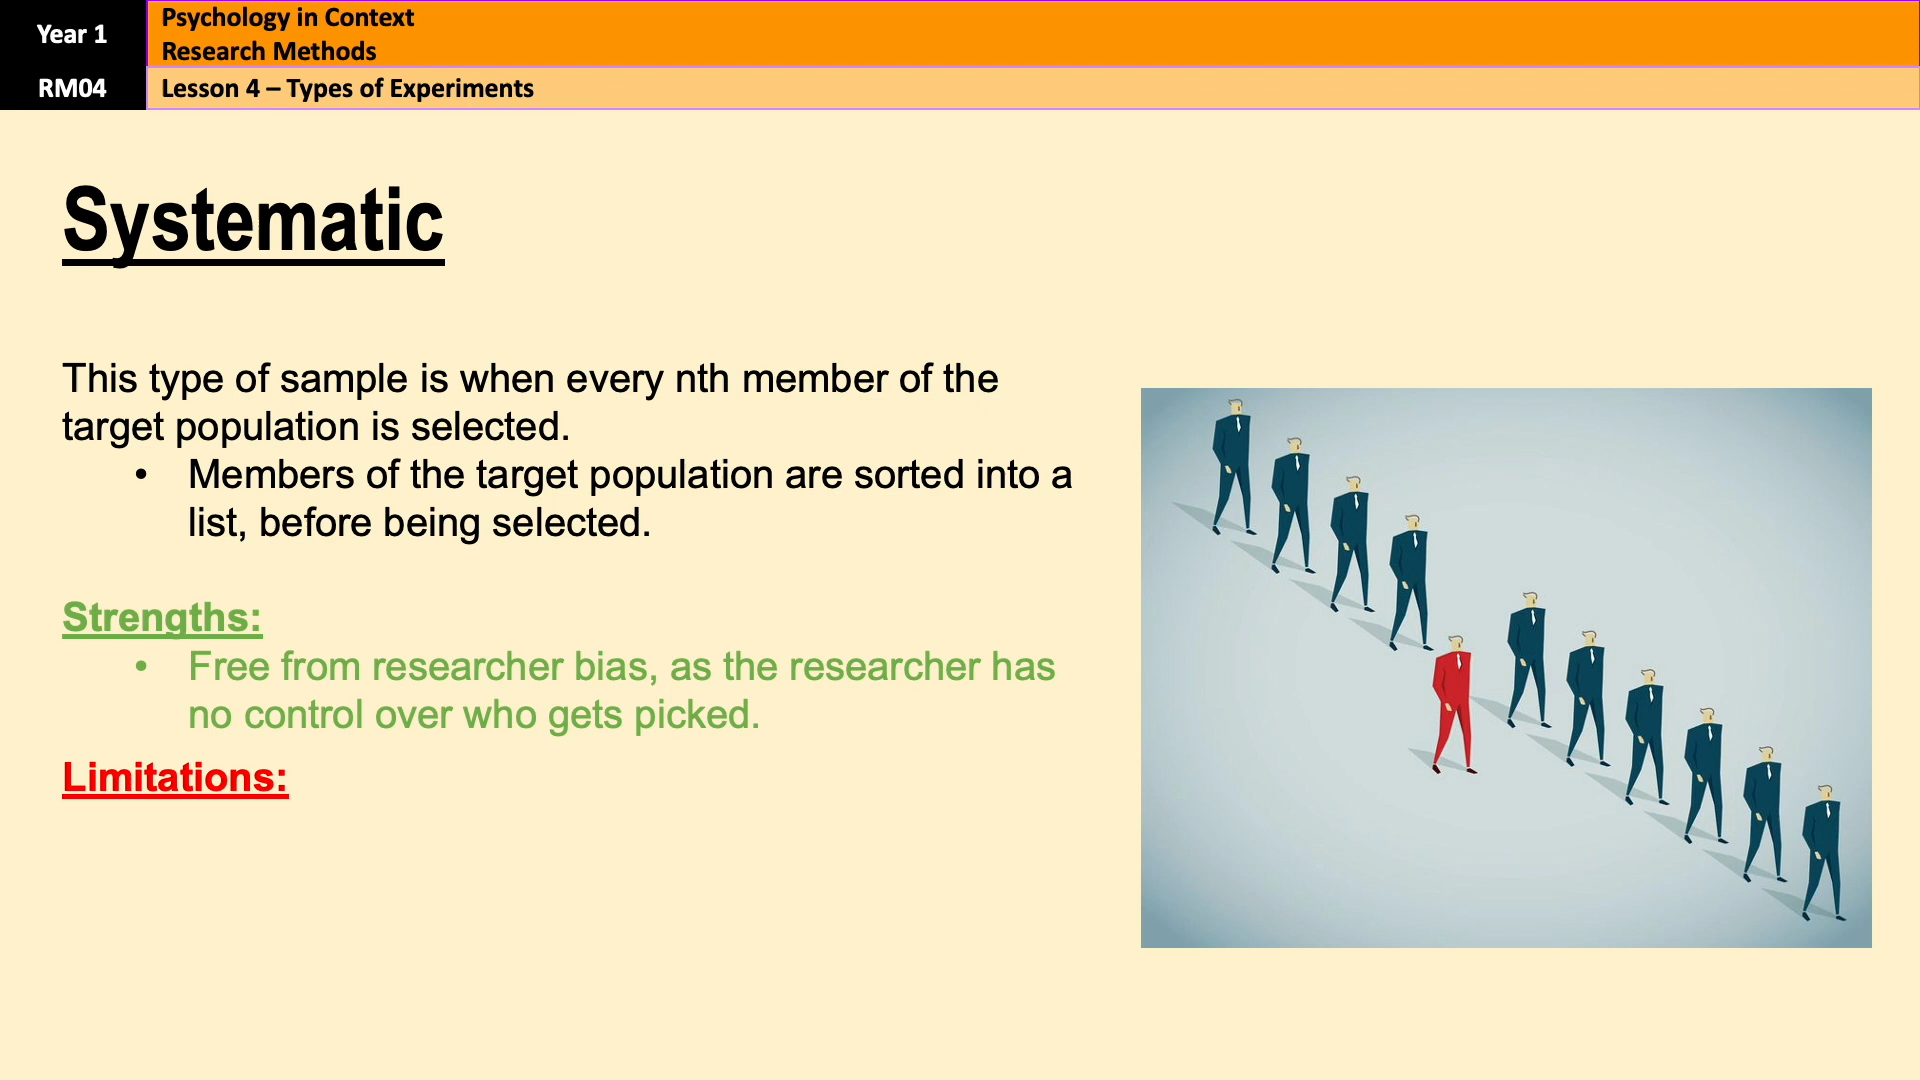 Year 1
Psychology in Context
Research Methods
RM04
Lesson 4 – Types of Experiments
Systematic
This type of sample is when every nth member of the
target population is selected.
• Members of the target population are sorted into a
list, before being selected.
Strengths:
• Free from researcher bias, as the researcher has
no control over who gets picked.
Limitations: